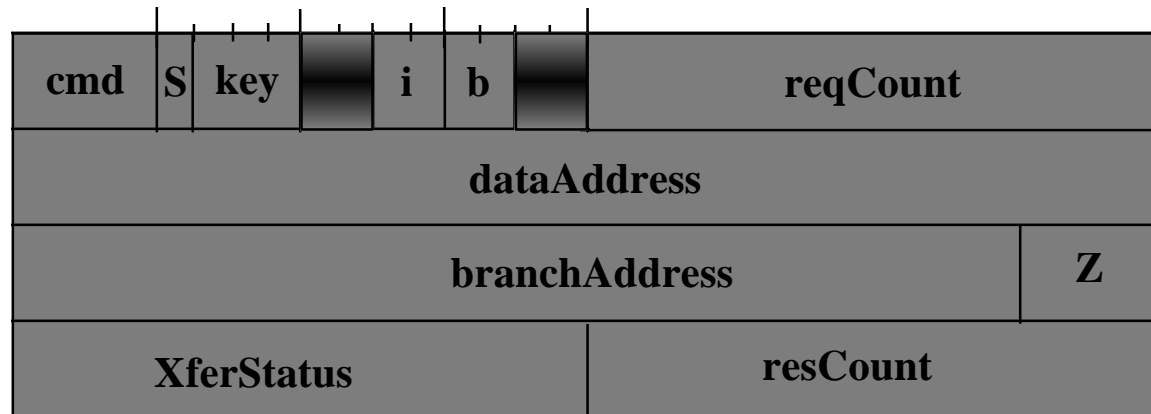 cmd S key i b reqCount
dataAddress
branchAddress Z
XferStatus resCount